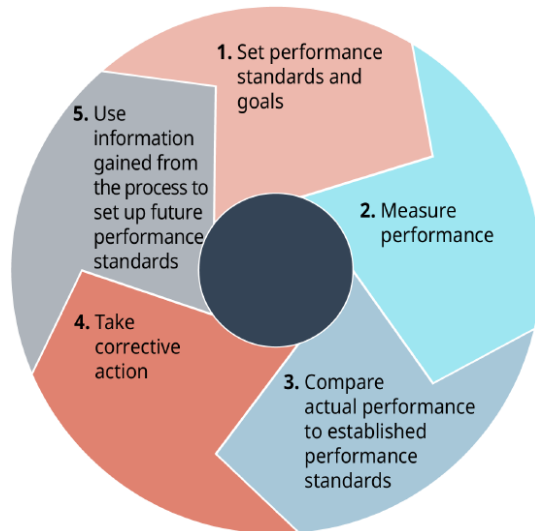 1. Set performance
standards and
goals
2. Measure
performance
3. Compare
actual performance
to established
performance
standards
4. Take
corrective
action
5. Use
information
gained from
the process to
set up future
performance
standards